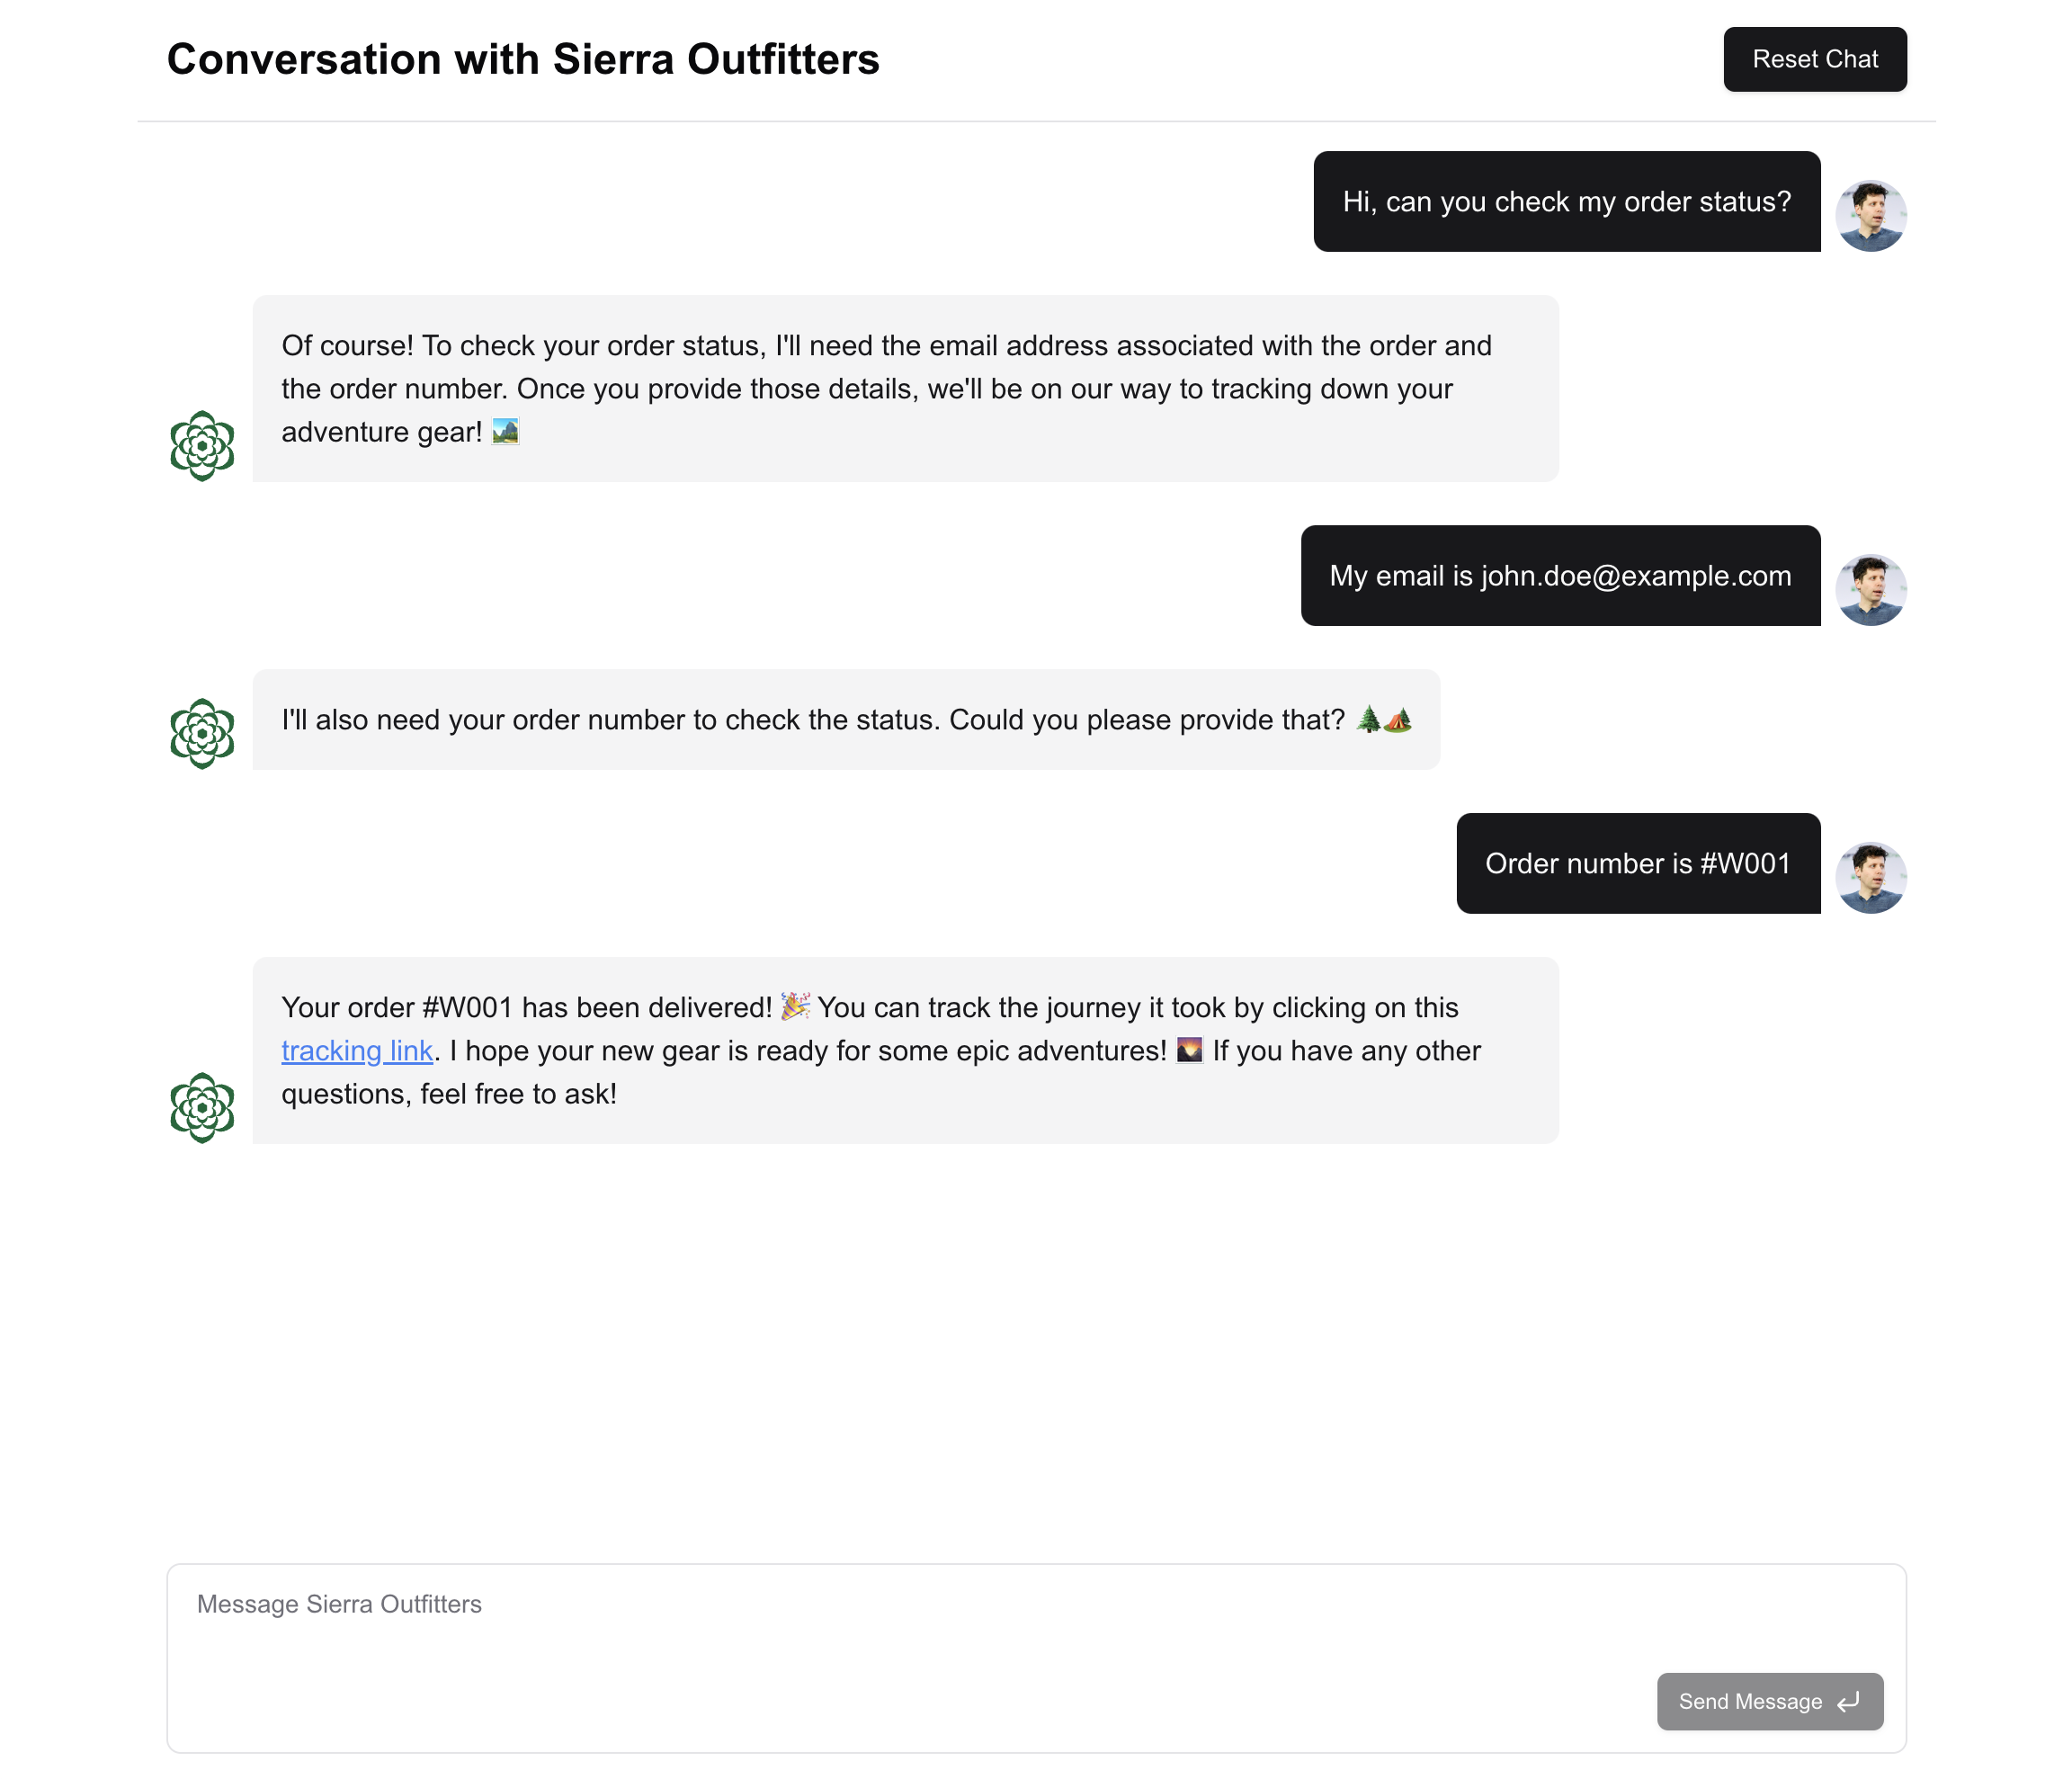 Conversation with Sierra Outfitters
Reset Chat
Hi, can you check my order status?
Of course! To check your order status, I'll need the email address associated with the order and
the order number. Once you provide those details, we'll be on our way to tracking down your
adventure gear! 🏞️
My email is john.doe@example.com
I'll also need your order number to check the status. Could you please provide that? 🌲🏕️
Order number is #W001
Your order #W001 has been delivered! 🎉 You can track the journey it took by clicking on this
tracking link. I hope your new gear is ready for some epic adventures! 🌄 If you have any other
questions, feel free to ask!
Message Sierra Outfitters
Send Message